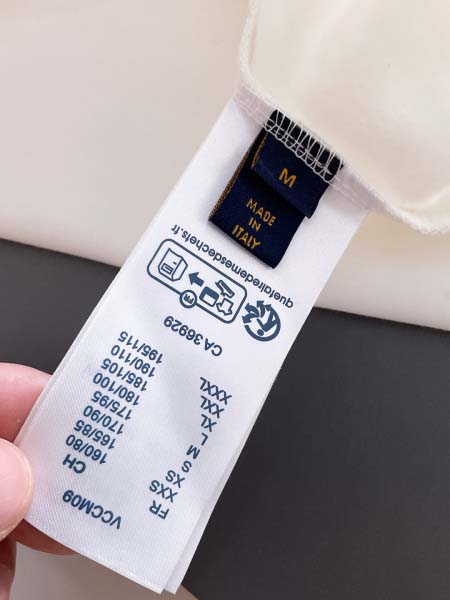 M
MADE
IN
ITALY
VCCM09
FR CH
XXS 160/80
XS 165/85
S 170/90
M 175/95
L 180/100
XL 185/105
XXL 190/110
XXXL 195/115
CA 36929
FR
quefairedemesdechets.fr